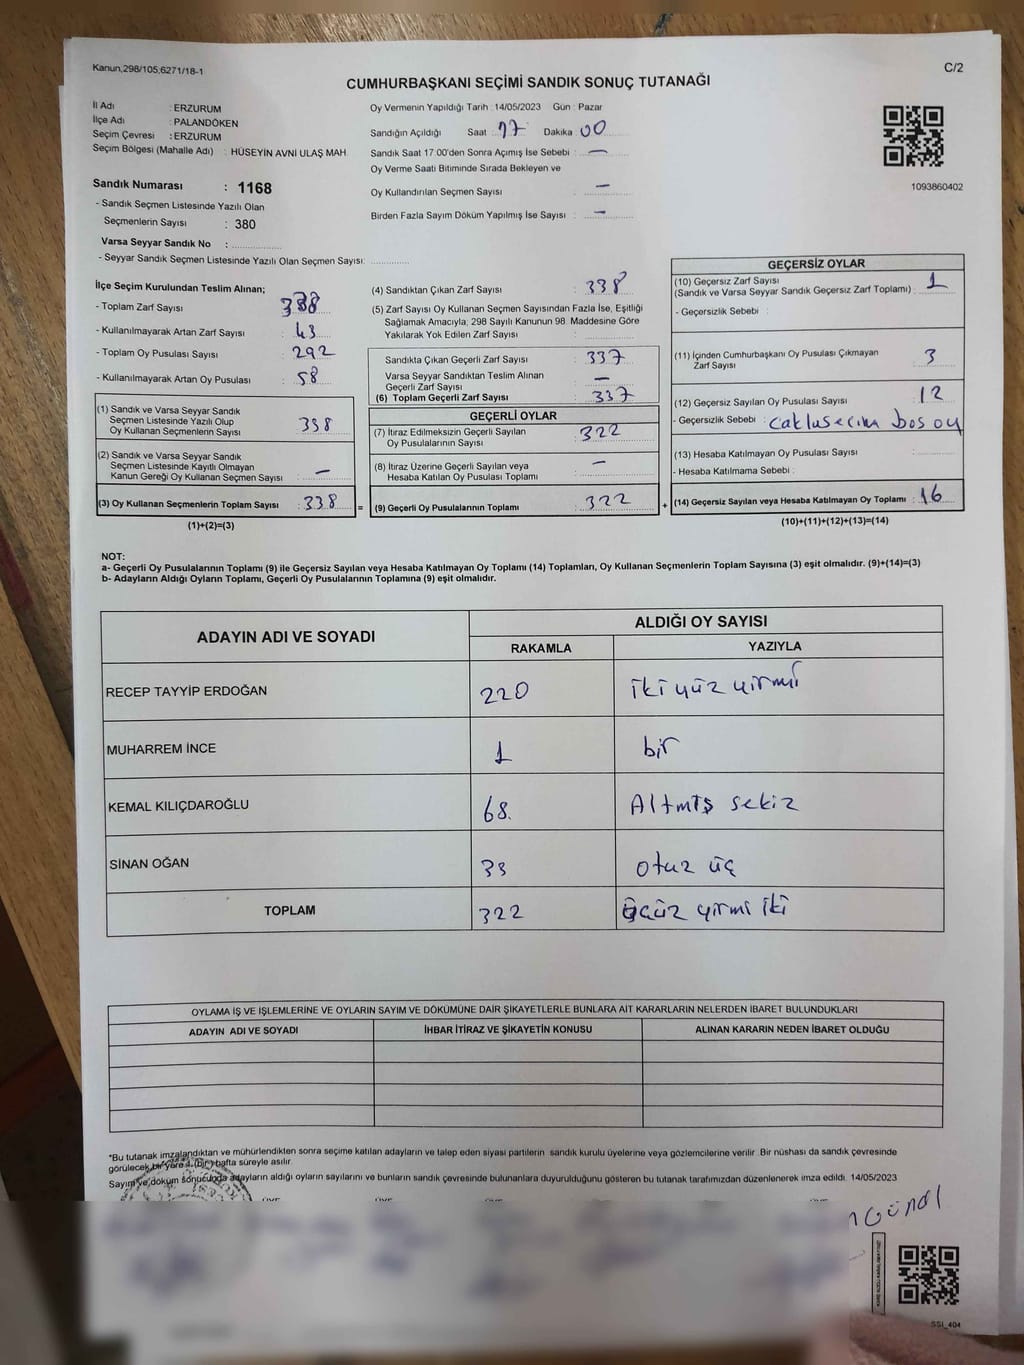 Kanun,298/105,6271/18-1
C/2
CUMHURBAŞKANI SEÇİMİ SANDIK SONUÇ TUTANAĞI
İl Adı : ERZURUM
İlçe Adı : PALANDÖKEN
Seçim Çevresi : ERZURUM
Seçim Bölgesi (Mahalle Adı) : HÜSEYİN AVNİ ULAŞ MAH.
Sandık Numarası : 1168
- Sandık Seçmen Listesinde Yazılı Olan
Seçmenlerin Sayısı : 380
Varsa Seyyar Sandık No :
- Seyyar Sandık Seçmen Listesinde Yazılı Olan Seçmen Sayısı:
Oy Vermenin Yapıldığı Tarih : 14/05/2023 Gün : Pazar
Sandığın Açıldığı Saat 17 Dakika 00
Sandık Saat 17:00'den Sonra Açımış İse Sebebi : —
Oy Verme Saati Bitiminde Sırada Bekleyen ve
Oy Kullandırılan Seçmen Sayısı : —
Birden Fazla Sayım Döküm Yapılmış İse Sayısı : —
1093860402
İlçe Seçim Kurulundan Teslim Alınan;
- Toplam Zarf Sayısı :
- Kullanılmayarak Artan Zarf Sayısı : 43
- Toplam Oy Pusulası Sayısı : 292
- Kullanılmayarak Artan Oy Pusulası : 58
(1) Sandık ve Varsa Seyyar Sandık
Seçmen Listesinde Yazılı Olup
Oy Kullanan Seçmenlerin Sayısı : 338
(2) Sandık ve Varsa Seyyar Sandık
Seçmen Listesinde Kayıtlı Olmayan
Kanun Gereği Oy Kullanan Seçmen Sayısı : —
(3) Oy Kullanan Seçmenlerin Toplam Sayısı : 338
(1)+(2)=(3)
(4) Sandıktan Çıkan Zarf Sayısı : 338
(5) Zarf Sayısı Oy Kullanan Seçmen Sayısından Fazla İse, Eşitliği
Sağlamak Amacıyla, 298 Sayılı Kanunun 98. Maddesine Göre
Yakılarak Yok Edilen Zarf Sayısı :
Sandıkta Çıkan Geçerli Zarf Sayısı : 337
Varsa Seyyar Sandıktan Teslim Alınan
Geçerli Zarf Sayısı : —
(6) Toplam Geçerli Zarf Sayısı : 337
GEÇERLİ OYLAR
(7) İtiraz Edilmeksizin Geçerli Sayılan
Oy Pusulalarının Sayısı : 322
(8) İtiraz Üzerine Geçerli Sayılan veya
Hesaba Katılan Oy Pusulası Toplamı : —
=
(9) Geçerli Oy Pusulalarının Toplamı : 322
+
GEÇERSİZ OYLAR
(10) Geçersiz Zarf Sayısı
(Sandık ve Varsa Seyyar Sandık Geçersiz Zarf Toplamı) : 1
- Geçersizlik Sebebi :
(11) İçinden Cumhurbaşkanı Oy Pusulası Çıkmayan
Zarf Sayısı : 3
(12) Geçersiz Sayılan Oy Pusulası Sayısı : 12
- Geçersizlik Sebebi : boş oy
(13) Hesaba Katılmayan Oy Pusulası Sayısı :
- Hesaba Katılmama Sebebi :
(14) Geçersiz Sayılan veya Hesaba Katılmayan Oy Toplamı : 16
(10)+(11)+(12)+(13)=(14)
NOT:
a- Geçerli Oy Pusulalarının Toplamı (9) ile Geçersiz Sayılan veya Hesaba Katılmayan Oy Toplamı (14) Toplamları, Oy Kullanan Seçmenlerin Toplam Sayısına (3) eşit olmalıdır. (9)+(14)=(3)
b- Adayların Aldığı Oyların Toplamı, Geçerli Oy Pusulalarının Toplamına (9) eşit olmalıdır.
ADAYIN ADI VE SOYADI
ALDIĞI OY SAYISI
RAKAMLA YAZIYLA
RECEP TAYYİP ERDOĞAN 220 iki yüz yirmi
MUHARREM İNCE 1 bir
KEMAL KILIÇDAROĞLU 68. Altmış sekiz
SİNAN OĞAN 33 otuz üç
TOPLAM 322 üçyüz yirmi iki
OYLAMA İŞ VE İŞLEMLERİNE VE OYLARIN SAYIM VE DÖKÜMÜNE DAİR ŞİKAYETLERLE BUNLARA AİT KARARLARIN NELERDEN İBARET BULUNDUKLARI
ADAYIN ADI VE SOYADI İHBAR İTİRAZ VE ŞİKAYETİN KONUSU ALINAN KARARIN NEDEN İBARET OLDUĞU
*Bu tutanak imzalandıktan ve mühürlendikten sonra seçime katılan adayların ve talep eden siyasi partilerin sandık kurulu üyelerine veya gözlemcilerine verilir. Bir nüshası da sandık çevresinde
görülecek bir yere 1 (bir) hafta süreyle asılır.
Sayım ve döküm sonucunda adayların aldığı oyların sayılarını ve bunların sandık çevresinde bulunanlara duyurulduğunu gösteren bu tutanak tarafımızdan düzenlenerek imza edildi. 14/05/2023
SSI_404